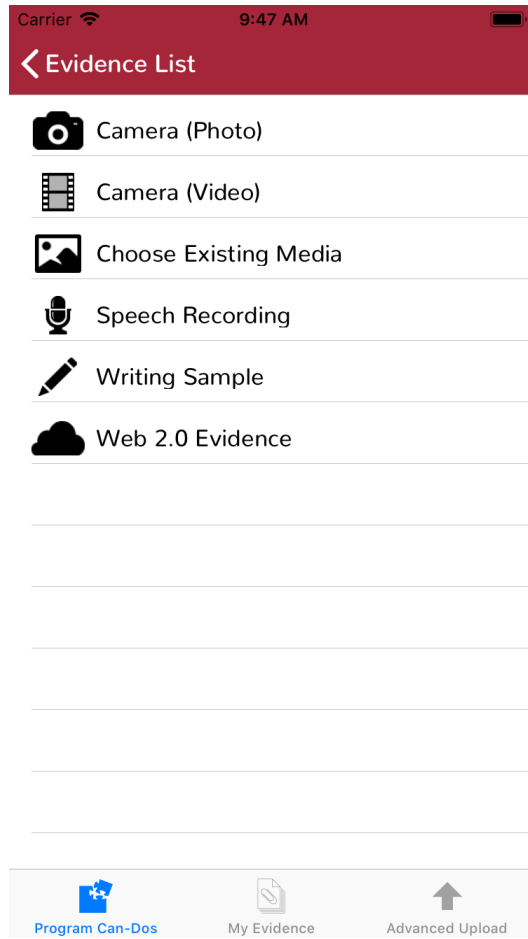 Carrier 9:47 AM
Evidence List
Camera (Photo)
Camera (Video)
Choose Existing Media
Speech Recording
Writing Sample
Web 2.0 Evidence
Program Can-Dos My Evidence Advanced Upload